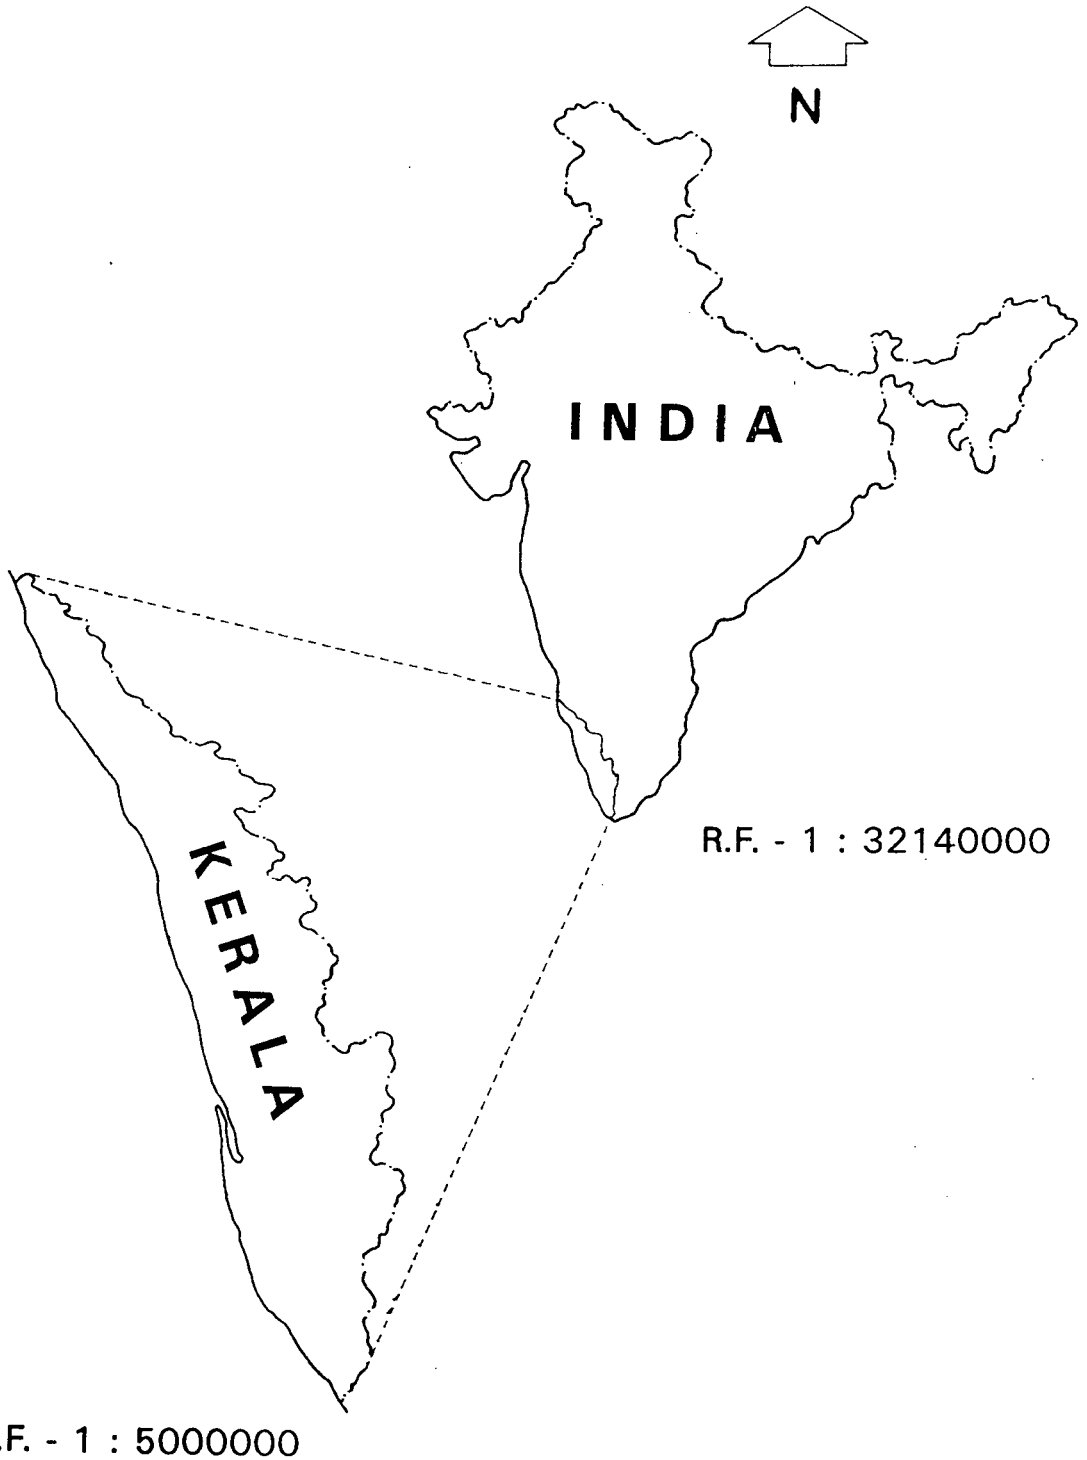 N
INDIA
R.F. - 1 : 32140000
KERALA
.F. - 1 : 5000000